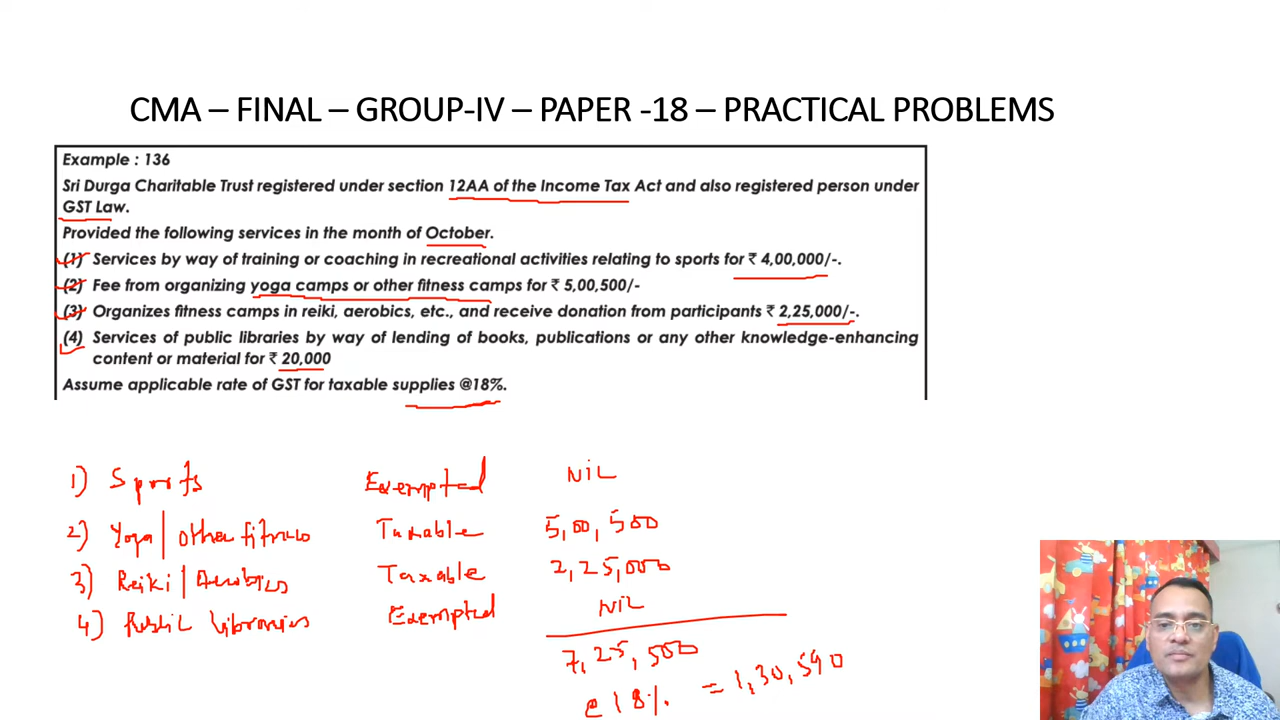 CMA – FINAL – GROUP-IV – PAPER -18 – PRACTICAL PROBLEMS
Example : 136
Sri Durga Charitable Trust registered under section 12AA of the Income Tax Act and also registered person under
GST Law.
Provided the following services in the month of October.
(1) Services by way of training or coaching in recreational activities relating to sports for ₹ 4,00,000/-.
(2) Fee from organizing yoga camps or other fitness camps for ₹ 5,00,500/-
(3) Organizes fitness camps in reiki, aerobics, etc., and receive donation from participants ₹ 2,25,000/-.
(4) Services of public libraries by way of lending of books, publications or any other knowledge-enhancing
content or material for ₹ 20,000
Assume applicable rate of GST for taxable supplies @18%.
1) Sports Exempted Nil
2) Yoga | other fitness Taxable 5,00,500
3) Reiki | Aerobics Taxable 2,25,000
4) Public libraries Exempted Nil
7,25,500
@ 18% = 1,30,590